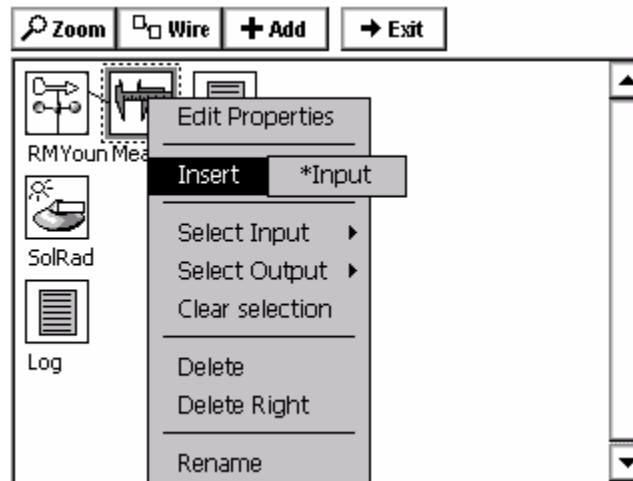 Zoom Wire Add Exit
Edit Properties
RMYoun Mea
Insert *Input
Select Input
SolRad
Select Output
Clear selection
Log
Delete
Delete Right
Rename